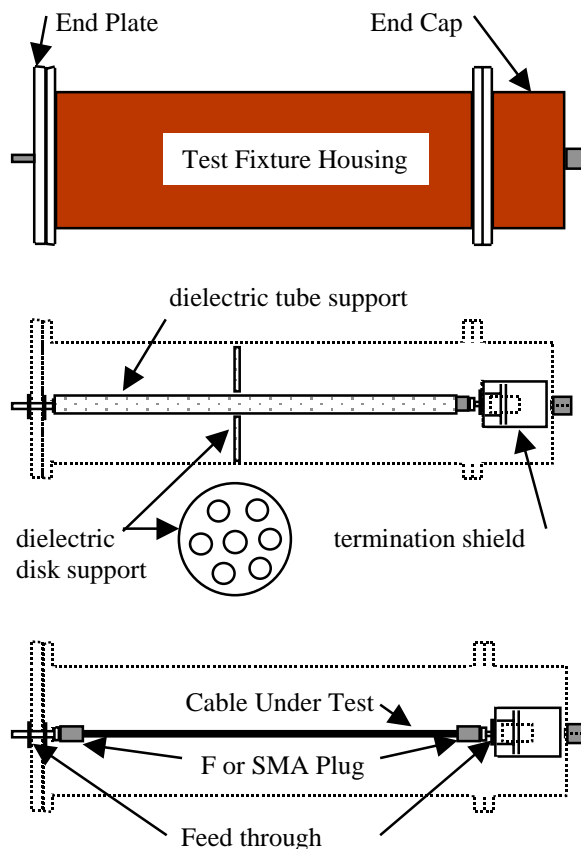 End Plate
End Cap
Test Fixture Housing
dielectric tube support
dielectric
disk support
termination shield
Cable Under Test
F or SMA Plug
Feed through